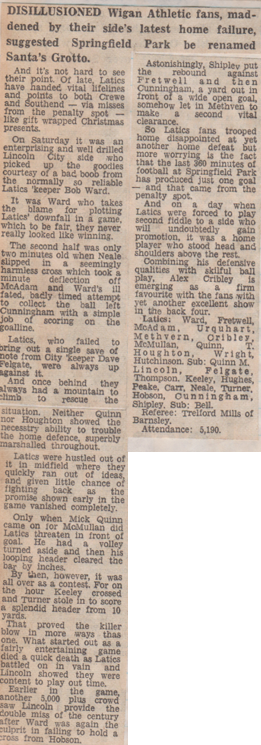 DISILLUSIONED Wigan Athletic fans, mad-
dened by their side's latest home failure,
suggested Springfield Park be renamed
Santa's Grotto.
And it's not hard to see
their point. Of late, Latics
have handed vital lifelines
and points to both Crewe
and Southend — via misses
from the penalty spot —
like gift wrapped Christmas
presents.
On Saturday it was an
enterprising and well drilled
Lincoln City side who
picked up the goodies
courtesy of a bad boob from
the normally so reliable
Latics 'keeper Bob Ward.
It was Ward who takes
the blame for plotting
Latics' downfall in a game,
which to be fair, they never
really looked like winning.
The second half was only
two minutes old when Neale
slipped in a seemingly
harmless cross which took a
minute deflection off
McAdam and Ward's ill
fated, badly timed attempt
to collect the ball left
Cunningham with a simple
job of scoring on the
goalline.
Latics, who failed to
bring out a single save of
note from City keeper Dave
Felgate, were always up
against it.
And once behind they
always had a mountain to
climb to rescue the
situation. Neither Quinn
nor Houghton showed the
necessary ability to trouble
the home defence, superbly
marshalled throughout.
Latics were hustled out of
it in midfield where they
quickly ran out of ideas,
and given little chance of
fighting back as the
promise shown early in the
game vanished completely.
Only when Mick Quinn
came on for McMullan did
Latics threaten in front of
goal. He had a volley
turned aside and then his
looping header cleared the
bar by inches.
By then, however, it was
all over as a contest. For on
the hour Keeley crossed
and Turner stole in to score
a splendid header from 10
yards.
That proved the killer
blow in more ways than
one. What started out as a
fairly entertaining game
died a quick death as Latics
battled on in vain and
Lincoln showed they were
content to play out time.
Earlier in the game,
another 5,000 plus crowd
saw Lincoln provide the
double miss of the century
after Ward was again the
culprit in failing to hold a
cross from Hobson.
Astonishingly, Shipley put
the rebound against
Fretwell and then
Cunningham, a yard out in
front of a wide open goal,
somehow let in Methven to
make a second vital
clearance.
So Latics fans trooped
home disappointed at yet
another home defeat but
more worrying is the fact
that the last 360 minutes of
football at Springfield Park
has produced just one goal
— and that came from the
penalty spot.
And on a day when
Latics were forced to play
second fiddle to a side who
will undoubtedly gain
promotion, it was a home
player who stood head and
shoulders above the rest.
Combining his defensive
qualities with skilful ball
play, Alex Cribley is
emerging as a firm
favourite with the fans with
yet another excellent show
in the back four.
Latics: Ward, Fretwell,
McAdam, Urquhart,
Methvern, Cribley,
McMullan, Quinn, T.
Houghton, Wright,
Hutchinson. Sub: Quinn M.
Lincoln, Felgate,
Thompson, Keeley, Hughes,
Peake, Carr, Neale, Turner,
Hobson, Cunningham,
Shipley. Sub: Bell.
Referee: Trelford Mills of
Barnsley.
Attendance: 5,190.